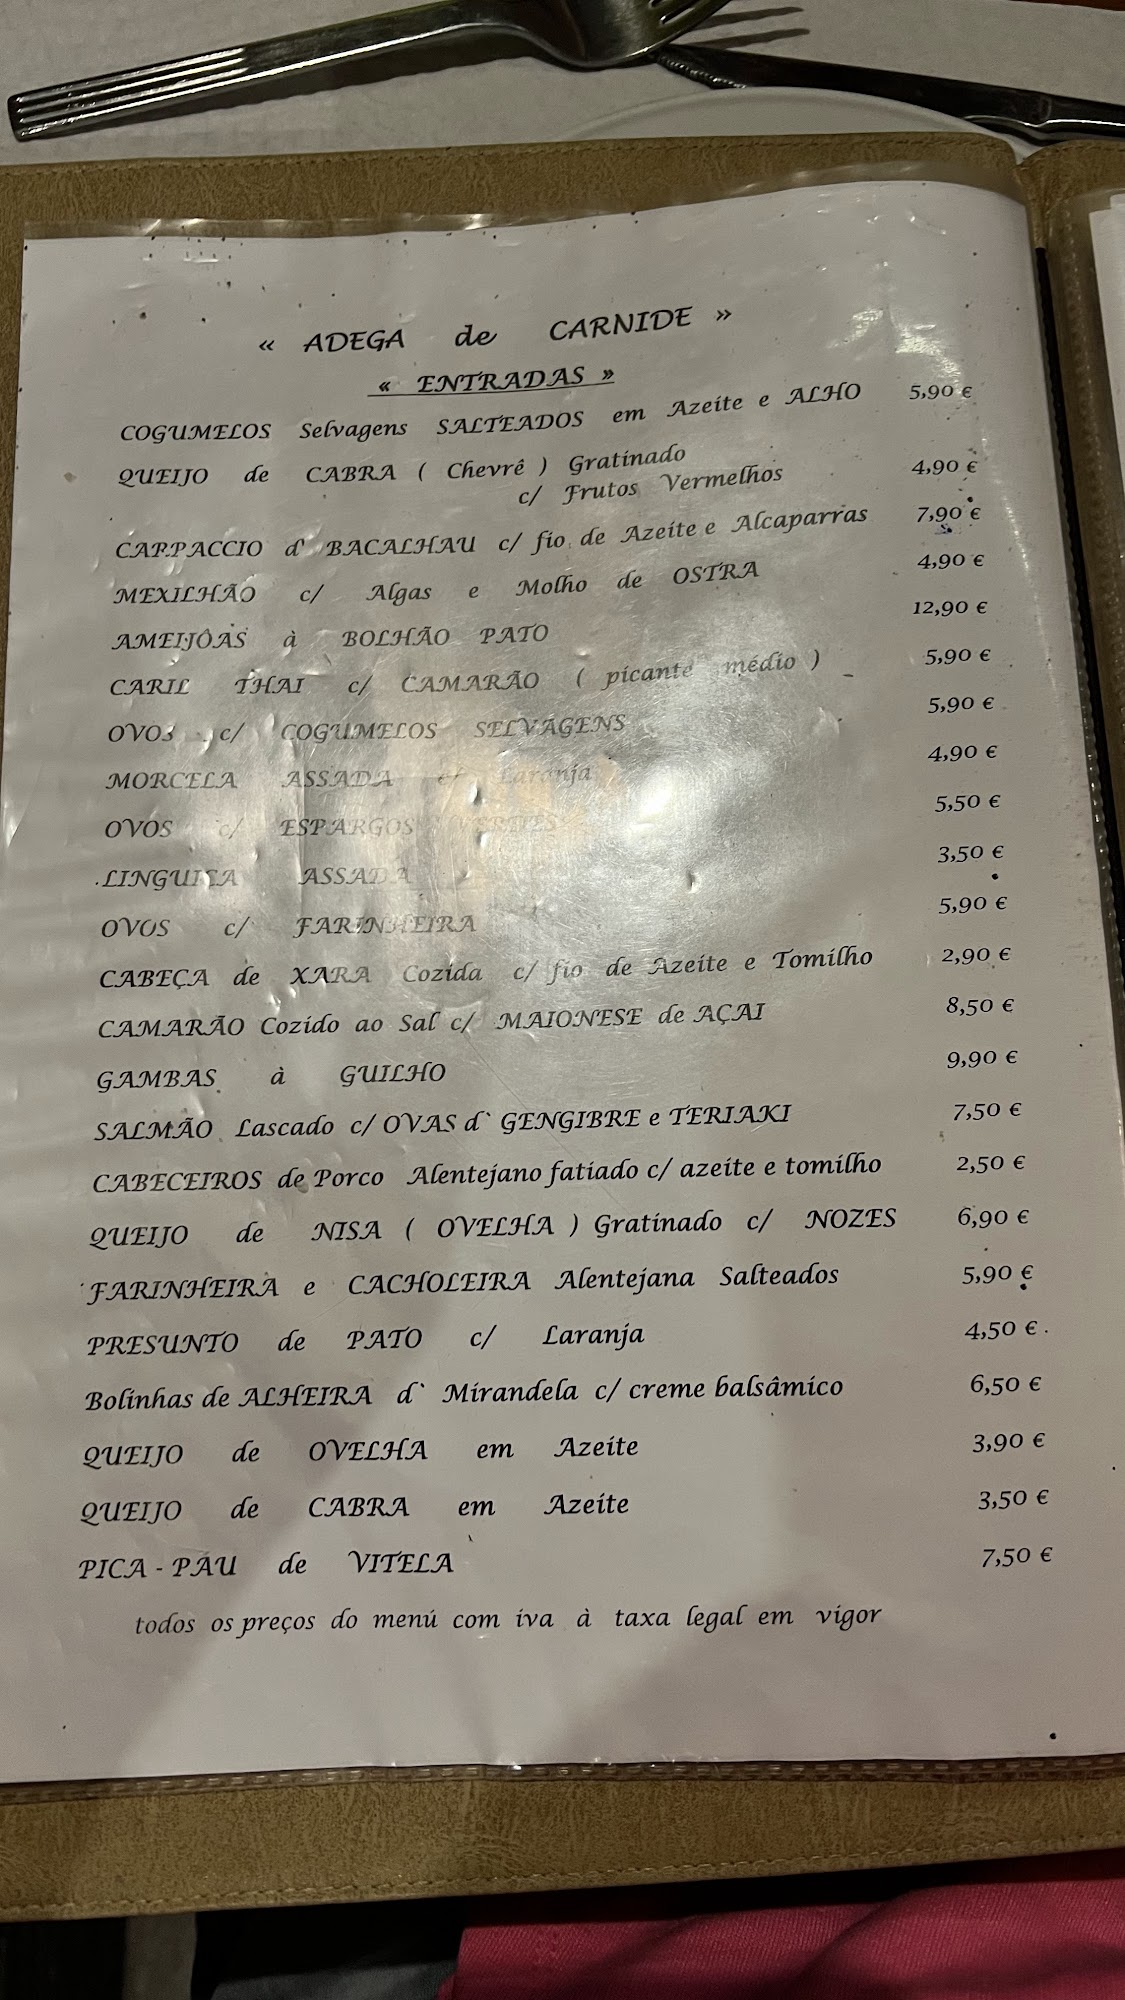 « ADEGA de CARNIDE »
« ENTRADAS »
COGUMELOS Selvagens SALTEADOS em Azeite e ALHO 5,90 €
QUEIJO de CABRA ( Chevrê ) Gratinado
c/ Frutos Vermelhos 4,90 €
CARPACCIO d' BACALHAU c/ fio de Azeite e Alcaparras 7,90 €
MEXILHÃO c/ Algas e Molho de OSTRA 4,90 €
AMEIJÔAS à BOLHÃO PATO 12,90 €
CARIL THAI c/ CAMARÃO ( picante médio ) 5,90 €
OVOS c/ COGUMELOS SELVAGENS 5,90 €
MORCELA ASSADA c/ Laranja 4,90 €
OVOS c/ ESPARGOS VERDES 5,50 €
LINGUIÇA ASSADA 3,50 €
OVOS c/ FARINHEIRA 5,90 €
CABEÇA de XARA Cozida c/ fio de Azeite e Tomilho 2,90 €
CAMARÃO Cozido ao Sal c/ MAIONESE de AÇAI 8,50 €
GAMBAS à GUILHO 9,90 €
SALMÃO Lascado c/ OVAS d` GENGIBRE e TERIAKI 7,50 €
CABECEIROS de Porco Alentejano fatiado c/ azeite e tomilho 2,50 €
QUEIJO de NISA ( OVELHA ) Gratinado c/ NOZES 6,90 €
FARINHEIRA e CACHOLEIRA Alentejana Salteados 5,90 €
PRESUNTO de PATO c/ Laranja 4,50 €
Bolinhas de ALHEIRA d` Mirandela c/ creme balsâmico 6,50 €
QUEIJO de OVELHA em Azeite 3,90 €
QUEIJO de CABRA em Azeite 3,50 €
PICA - PAU de VITELA 7,50 €
todos os preços do menú com iva à taxa legal em vigor